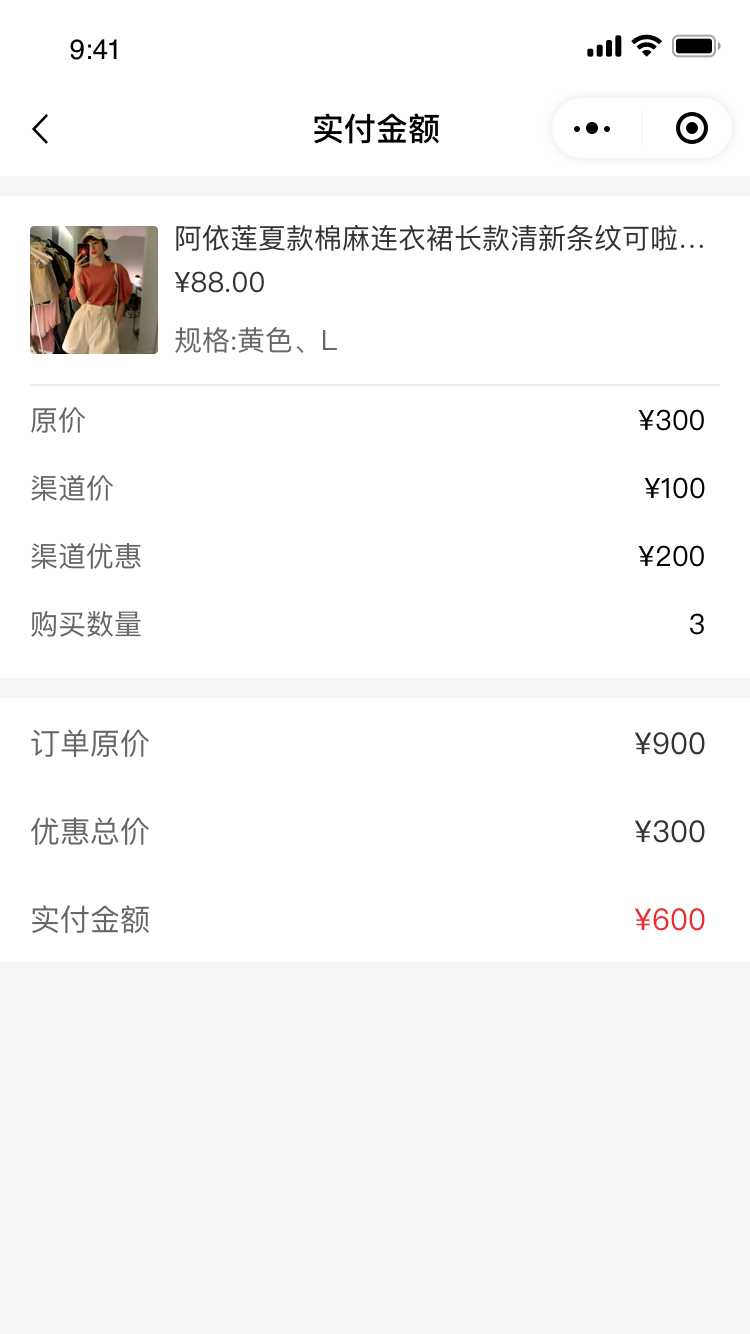 9:41
实付金额
阿依莲夏款棉麻连衣裙长款清新条纹可啦...
¥88.00
规格:黄色、L
原价 ¥300
渠道价 ¥100
渠道优惠 ¥200
购买数量 3
订单原价 ¥900
优惠总价 ¥300
实付金额 ¥600